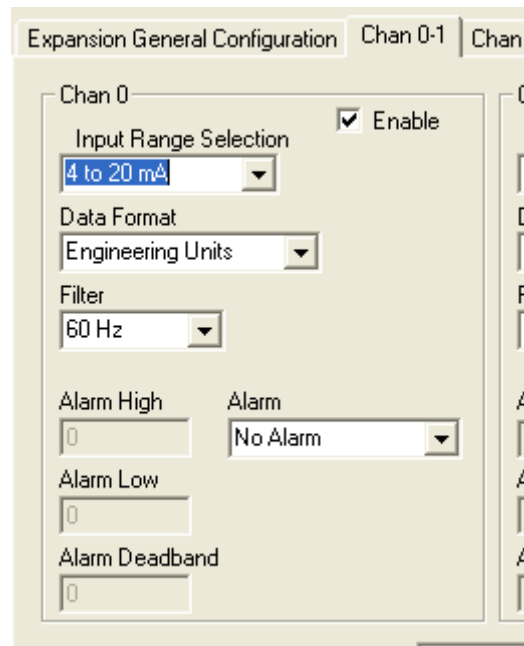 Expansion General Configuration Chan 0-1 Chan
Chan 0
Enable
Input Range Selection
4 to 20 mA
Data Format
Engineering Units
Filter
60 Hz
Alarm High Alarm
0 No Alarm
Alarm Low
0
Alarm Deadband
0